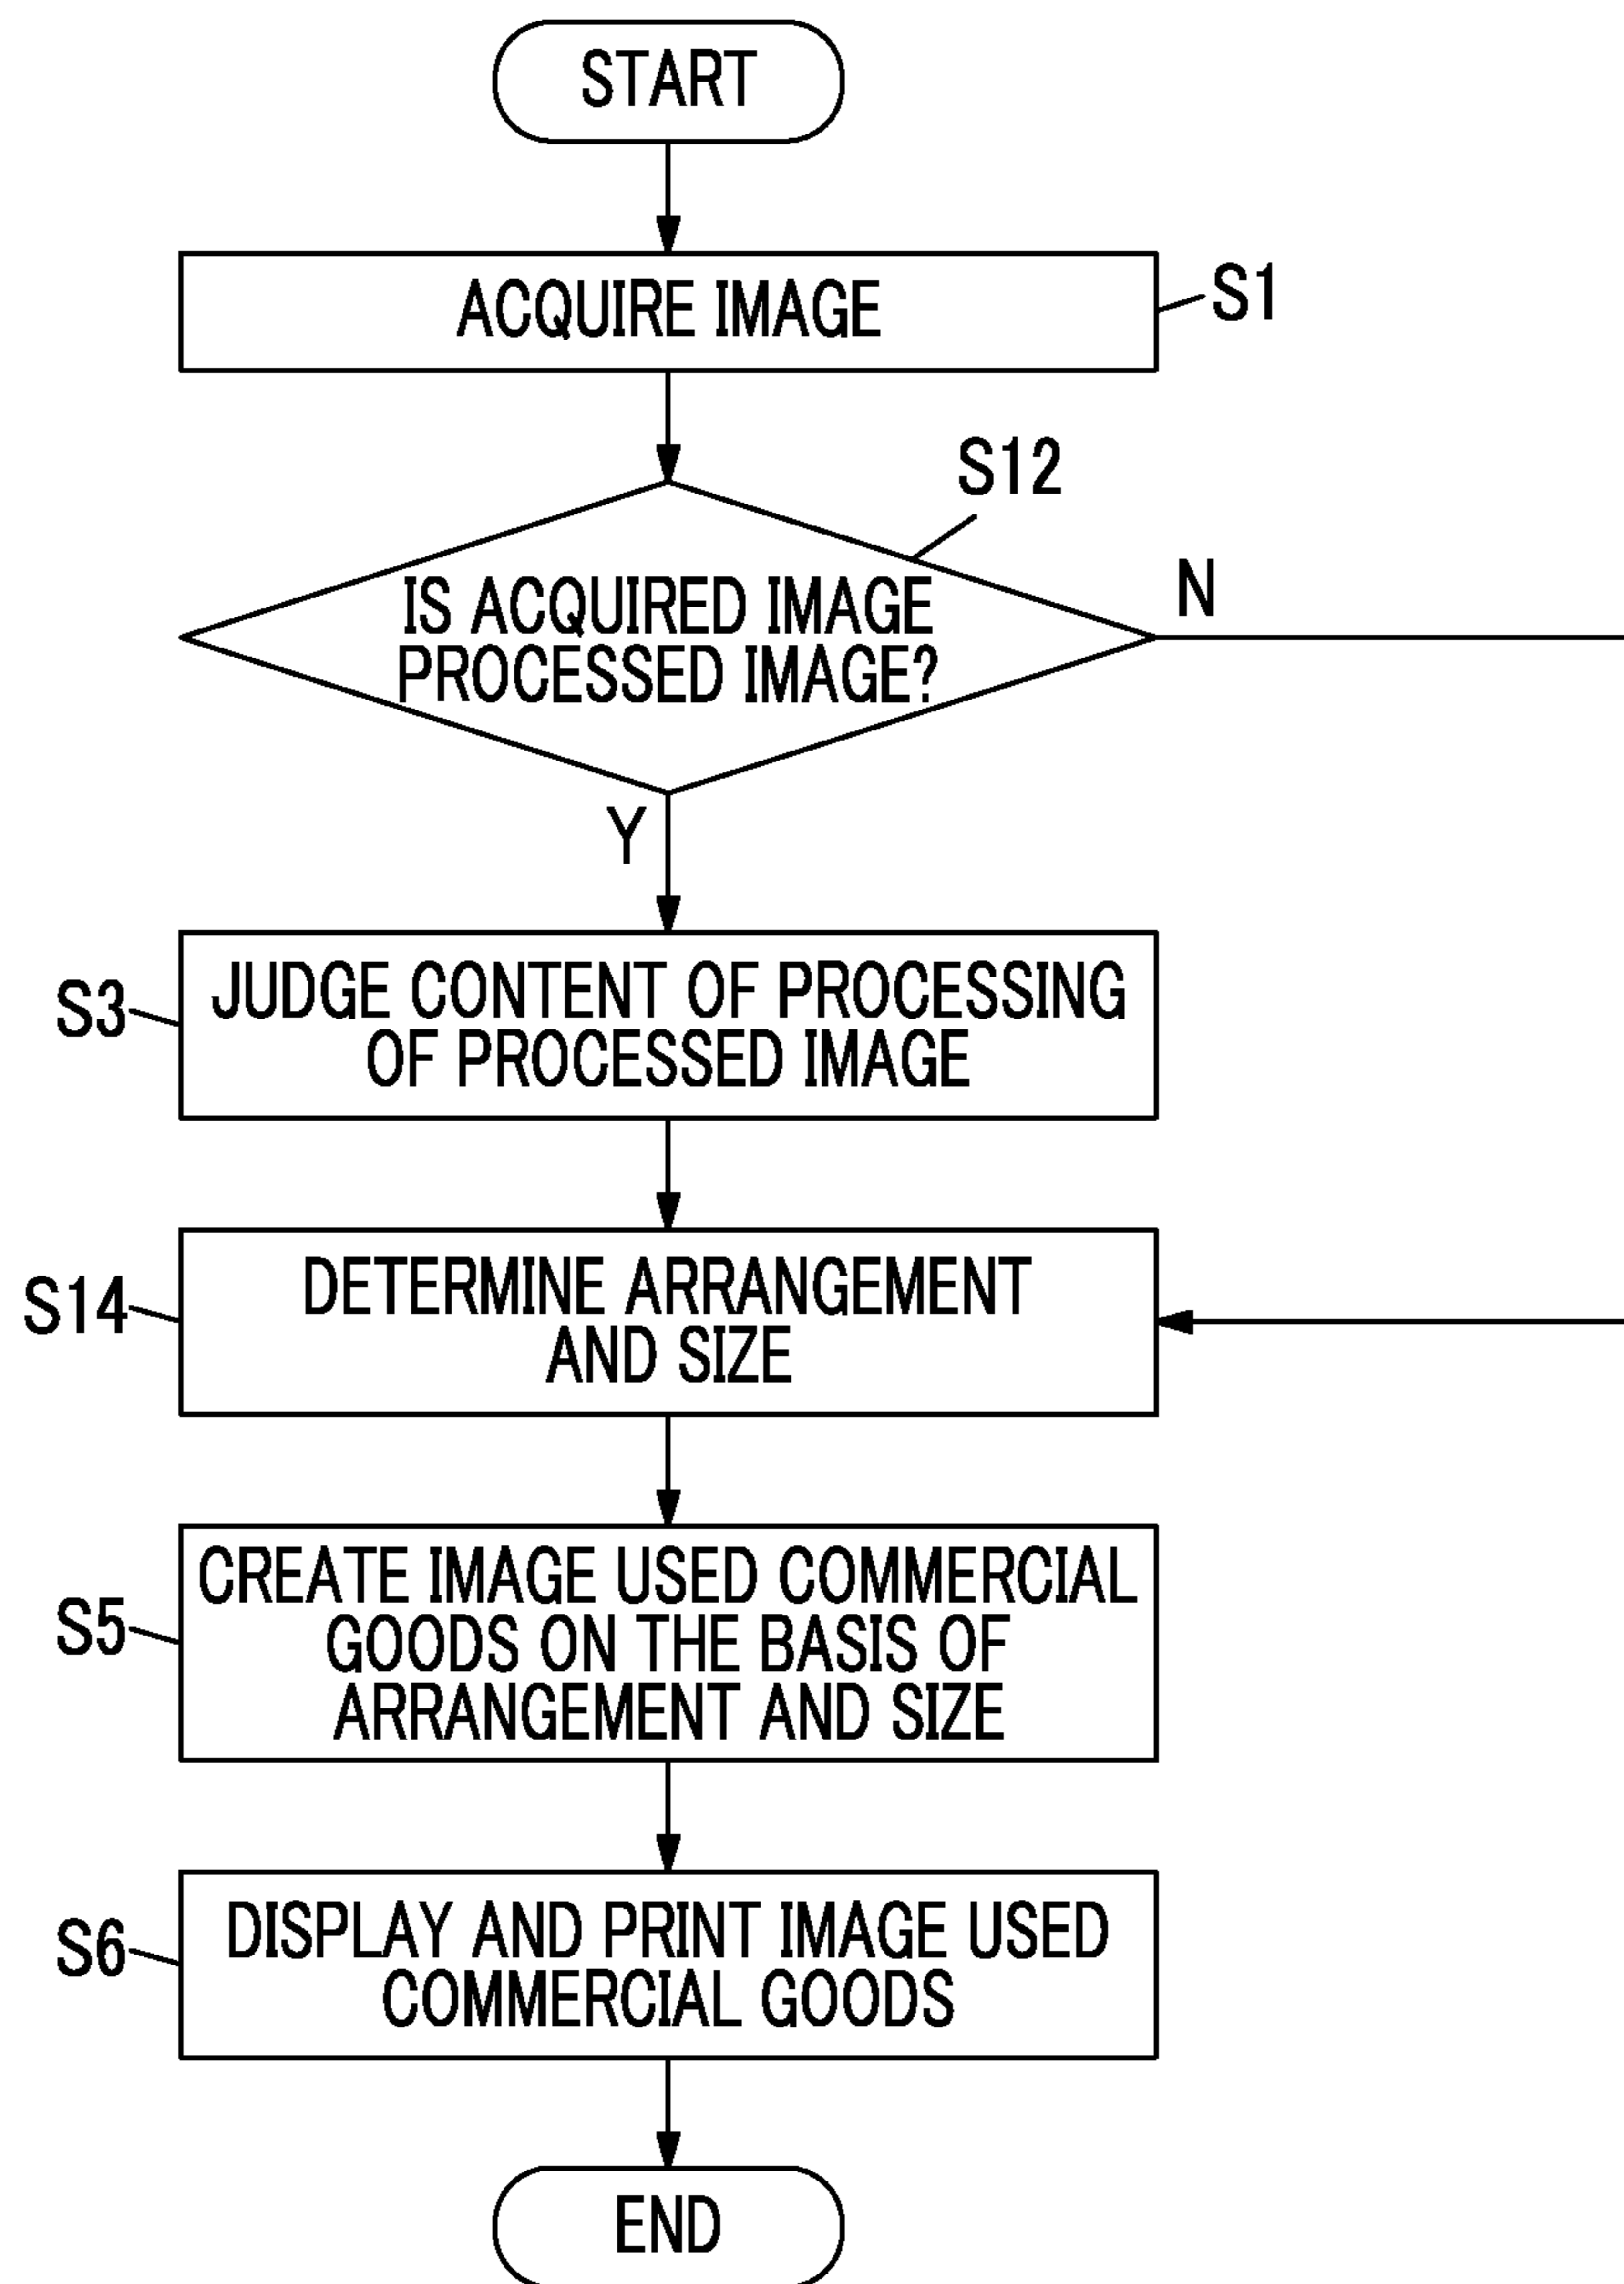 START
ACQUIRE IMAGE
S1
S12
IS ACQUIRED IMAGE
PROCESSED IMAGE?
N
Y
S3
JUDGE CONTENT OF PROCESSING
OF PROCESSED IMAGE
S14
DETERMINE ARRANGEMENT
AND SIZE
S5
CREATE IMAGE USED COMMERCIAL
GOODS ON THE BASIS OF
ARRANGEMENT AND SIZE
S6
DISPLAY AND PRINT IMAGE USED
COMMERCIAL GOODS
END